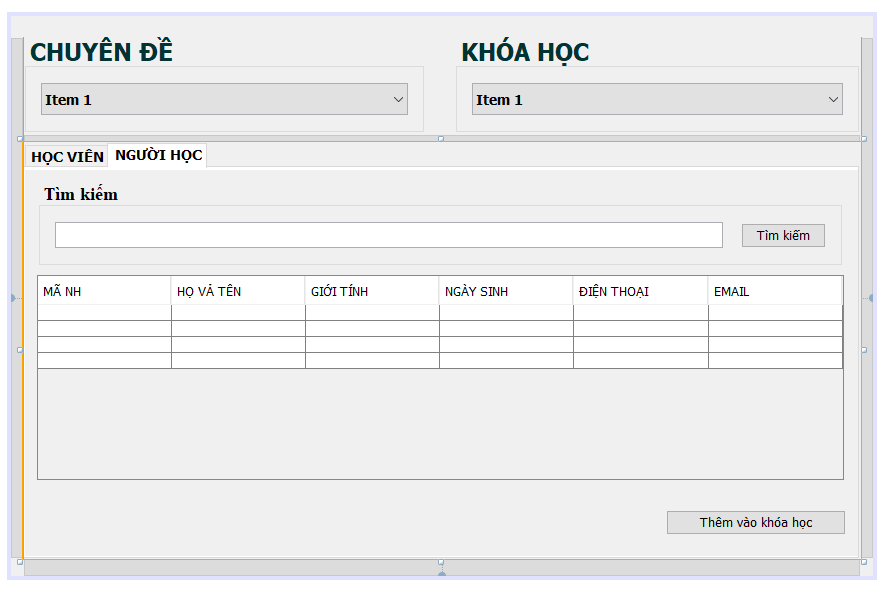 CHUYÊN ĐỀ KHÓA HỌC
Item 1 Item 1
HỌC VIÊN NGƯỜI HỌC
Tìm kiếm
Tìm kiếm
MÃ NH HỌ VÀ TÊN GIỚI TÍNH NGÀY SINH ĐIỆN THOẠI EMAIL
Thêm vào khóa học